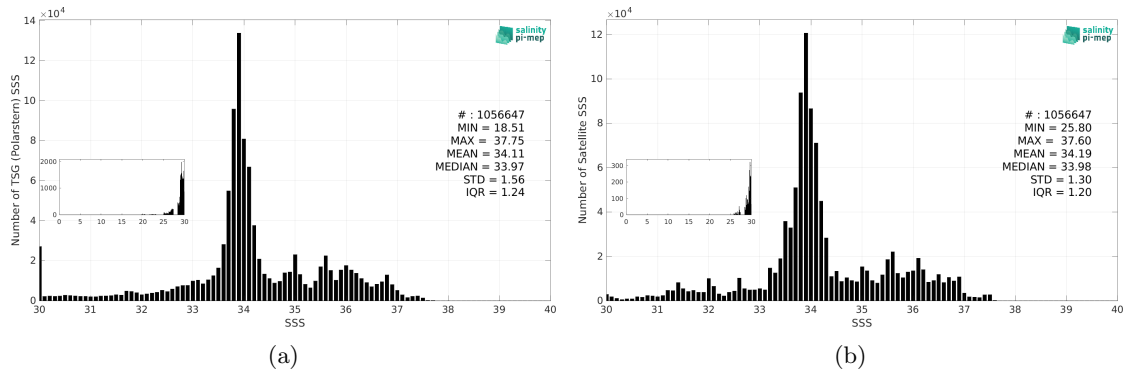 ×10⁴
14
12
10
8
6
4
2
0
Number of TSG (Polarstern) SSS
salinity
pi-mep
# : 1056647
MIN = 18.51
MAX = 37.75
MEAN = 34.11
MEDIAN = 33.97
STD = 1.56
IQR = 1.24
2000
1000
0
0 5 10 15 20 25 30
30 31 32 33 34 35 36 37 38 39 40
SSS
(a)
×10⁴
12
10
8
6
4
2
0
Number of Satellite SSS
salinity
pi-mep
# : 1056647
MIN = 25.80
MAX = 37.60
MEAN = 34.19
MEDIAN = 33.98
STD = 1.30
IQR = 1.20
300
200
100
0
0 5 10 15 20 25 30
30 31 32 33 34 35 36 37 38 39 40
SSS
(b)